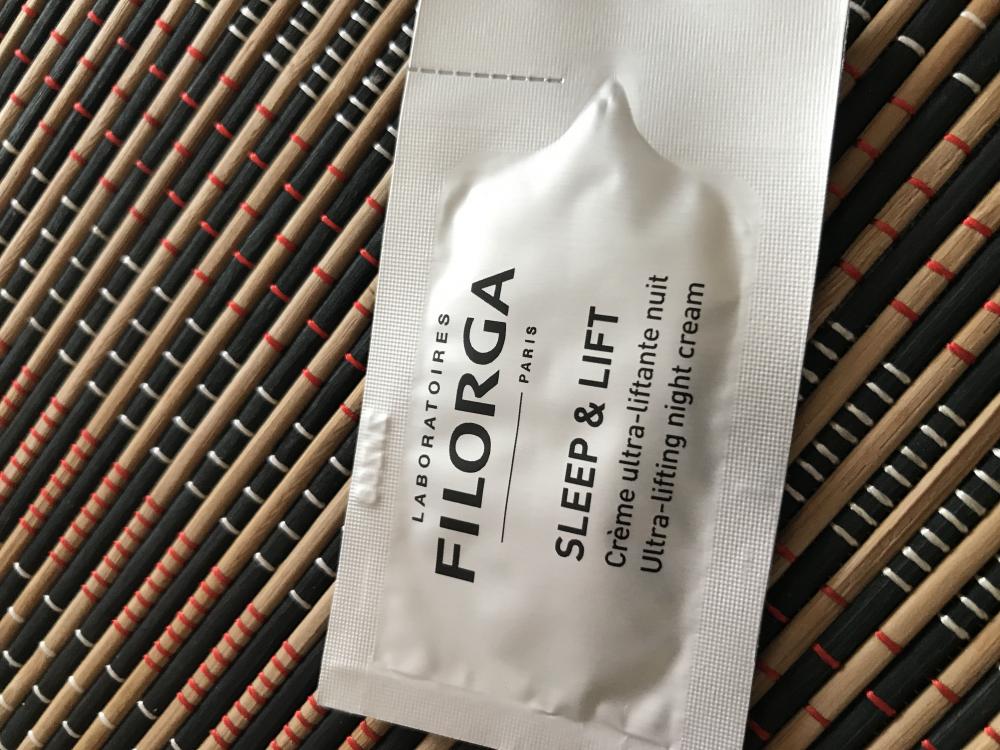 LABORATOIRES
FILORGA
PARIS
SLEEP & LIFT
Crème ultra-liftante nuit
Ultra-lifting night cream